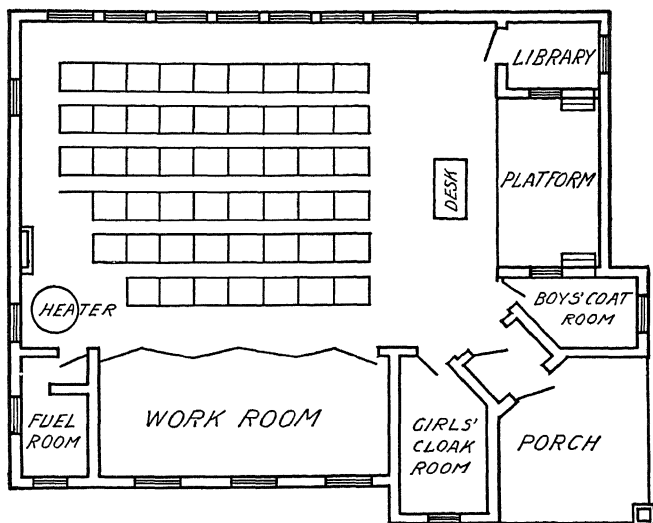 LIBRARY
DESK
PLATFORM
HEATER
BOYS' COAT
ROOM
FUEL
ROOM
WORK ROOM
GIRLS'
CLOAK
ROOM
PORCH